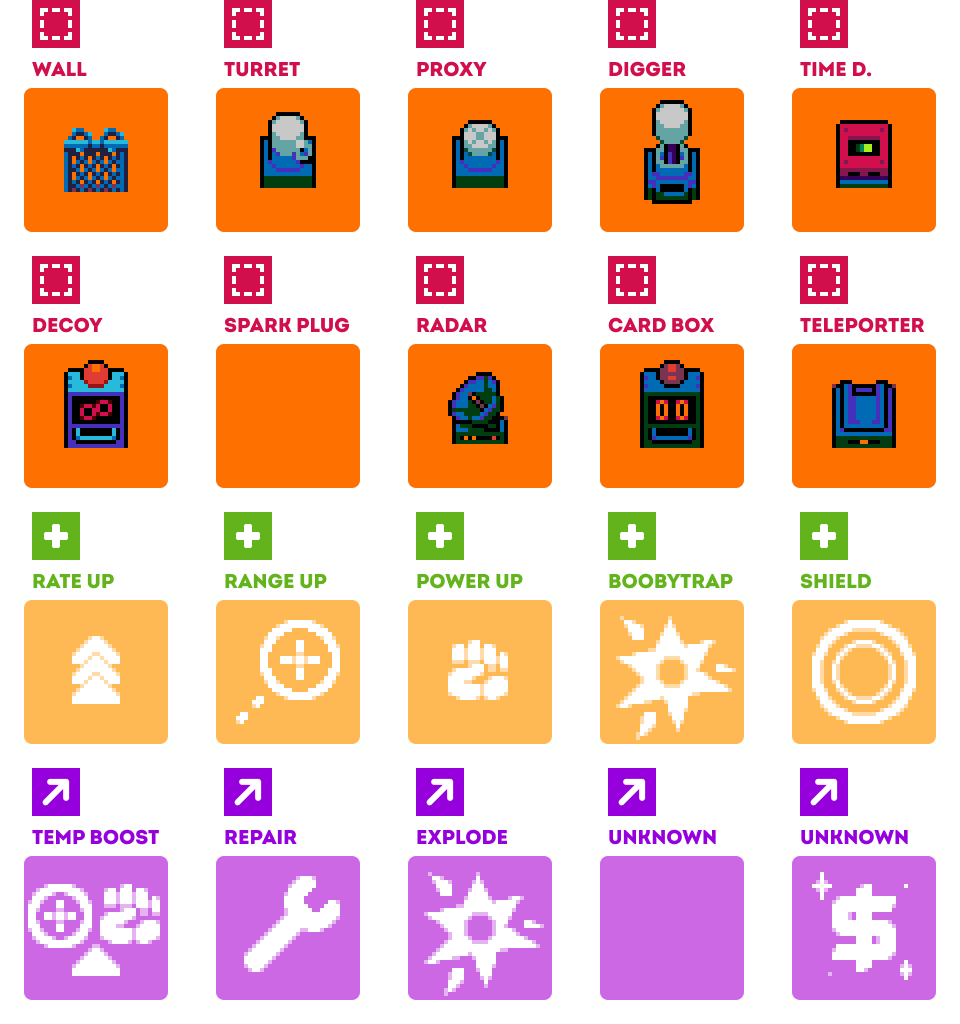 WALL
TURRET
PROXY
DIGGER
TIME D.
DECOY
SPARK PLUG
RADAR
CARD BOX
TELEPORTER
RATE UP
RANGE UP
POWER UP
BOOBYTRAP
SHIELD
TEMP BOOST
REPAIR
EXPLODE
UNKNOWN
UNKNOWN
$